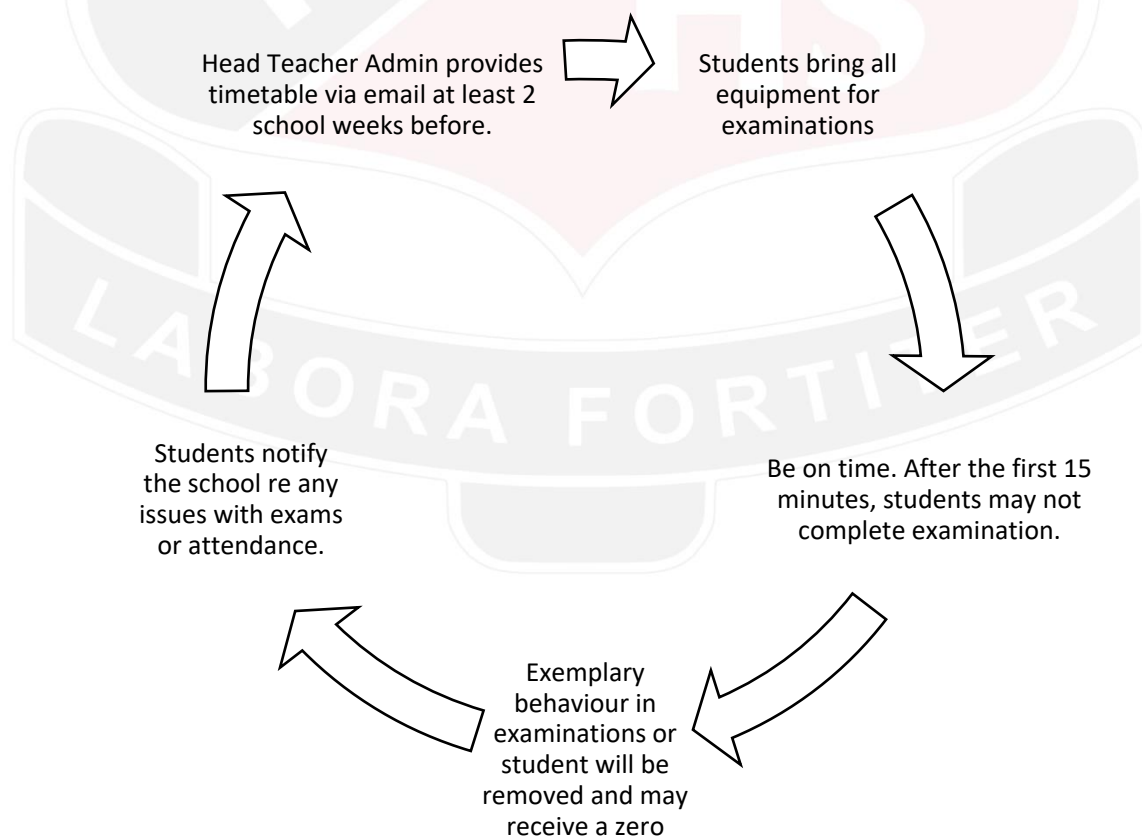 HS
Head Teacher Admin provides
timetable via email at least 2
school weeks before.
Students bring all
equipment for
examinations
LABORA FORTITER
Students notify
the school re any
issues with exams
or attendance.
Be on time. After the first 15
minutes, students may not
complete examination.
Exemplary
behaviour in
examinations or
student will be
removed and may
receive a zero